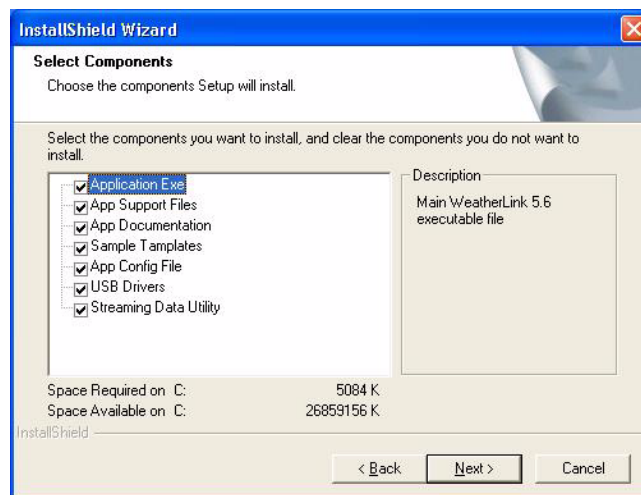 InstallShield Wizard
Select Components
Choose the components Setup will install.
Select the components you want to install, and clear the components you do not want to
install.
Application Exe
App Support Files
App Documentation
Sample Tamplates
App Config File
USB Drivers
Streaming Data Utility
Description
Main WeatherLink 5.6
executable file
Space Required on C: 5084 K
Space Available on C: 26859156 K
InstallShield
< Back Next > Cancel